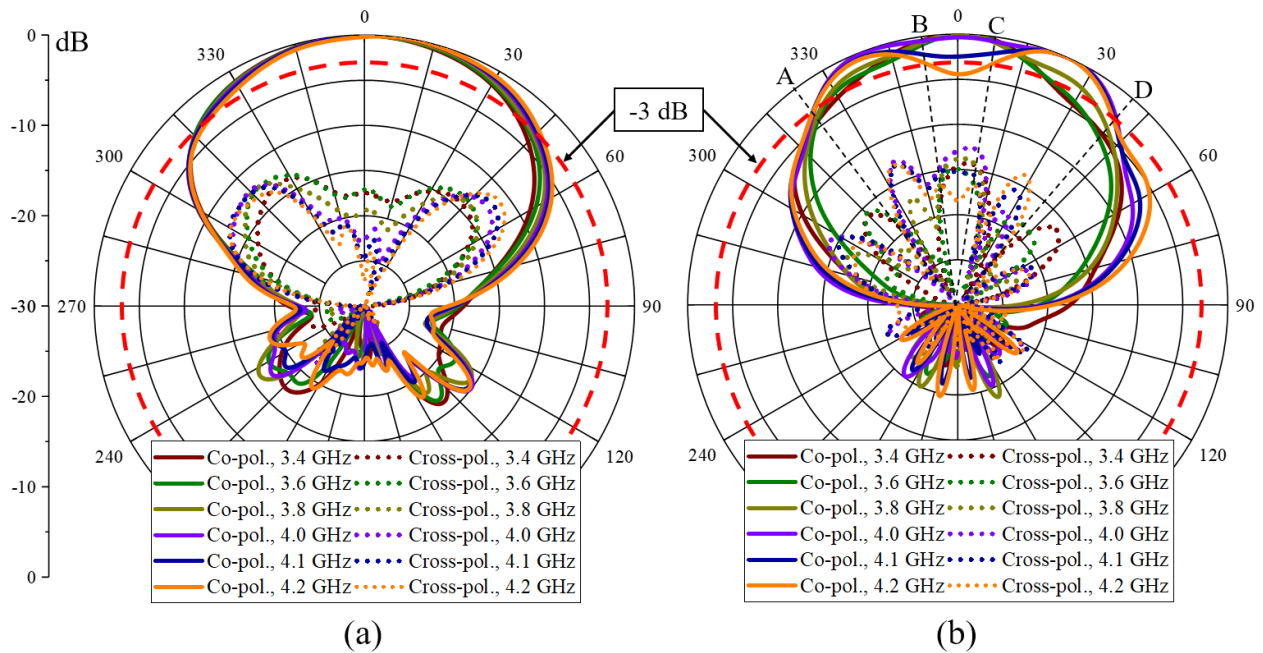 0
dB
-10
-20
-30
-20
-10
0
0
330
30
300
60
270
90
240
120
-3 dB
0
B
C
330
30
A
D
300
60
90
240
120
Co-pol., 3.4 GHz Cross-pol., 3.4 GHz
Co-pol., 3.6 GHz Cross-pol., 3.6 GHz
Co-pol., 3.8 GHz Cross-pol., 3.8 GHz
Co-pol., 4.0 GHz Cross-pol., 4.0 GHz
Co-pol., 4.1 GHz Cross-pol., 4.1 GHz
Co-pol., 4.2 GHz Cross-pol., 4.2 GHz
Co-pol., 3.4 GHz Cross-pol., 3.4 GHz
Co-pol., 3.6 GHz Cross-pol., 3.6 GHz
Co-pol., 3.8 GHz Cross-pol., 3.8 GHz
Co-pol., 4.0 GHz Cross-pol., 4.0 GHz
Co-pol., 4.1 GHz Cross-pol., 4.1 GHz
Co-pol., 4.2 GHz Cross-pol., 4.2 GHz
(a)
(b)